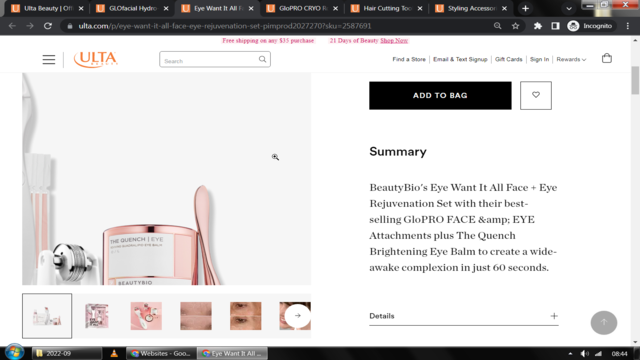 Ulta Beauty | Off
GLOfacial Hydro
Eye Want It All F
GloPRO CRYO R
Hair Cutting Too
Styling Accessor
ulta.com/p/eye-want-it-all-face-eye-rejuvenation-set-pimprod2027270?sku=2587691
Incognito
Free shipping on any $35 purchase
21 Days of Beauty Shop Now
ULTA
BEAUTY
Search
Find a Store
Email & Text Signup
Gift Cards
Sign In
Rewards
ADD TO BAG
Summary
BeautyBio's Eye Want It All Face + Eye
Rejuvenation Set with their best-
selling GloPRO FACE &amp; EYE
Attachments plus The Quench
Brightening Eye Balm to create a wide-
awake complexion in just 60 seconds.
THE QUENCH | EYE
BEAUTYBIO
Details
2022-09
Websites - Goo...
Eye Want It All ...
08:44